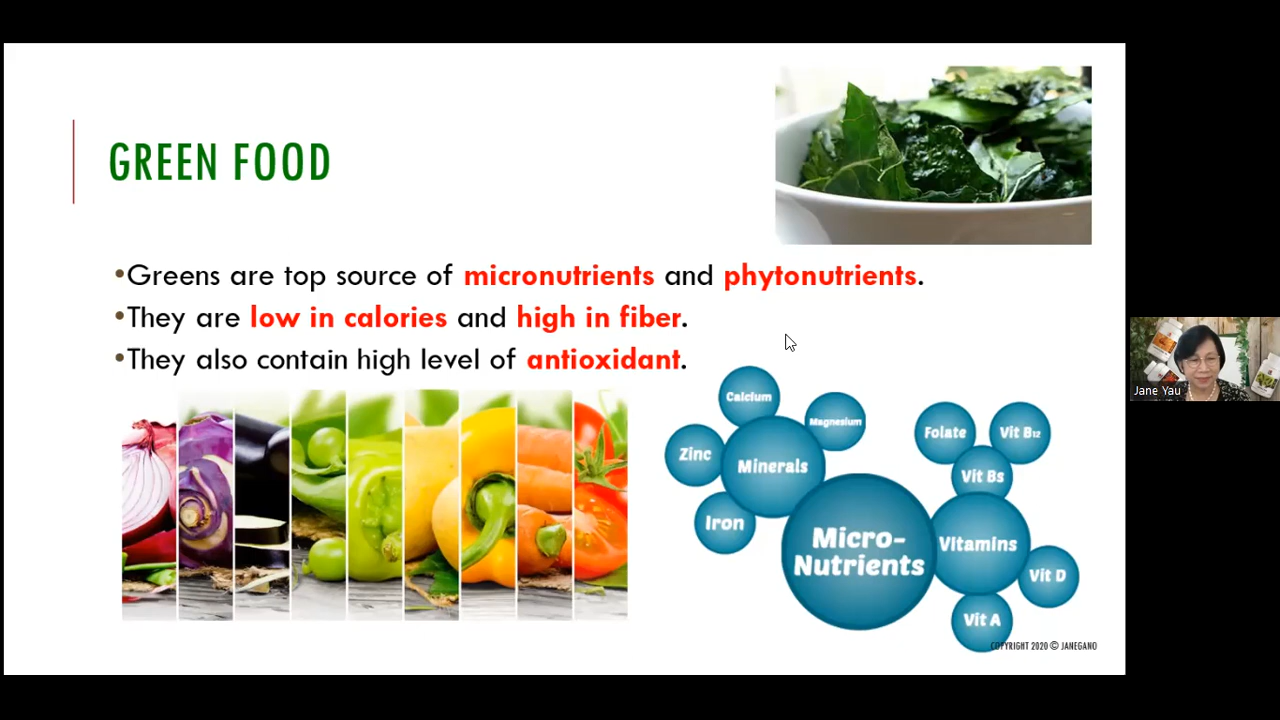 GREEN FOOD
•Greens are top source of micronutrients and phytonutrients.
•They are low in calories and high in fiber.
•They also contain high level of antioxidant.
Calcium
Magnesium
Zinc
Minerals
Iron
Micro-
Nutrients
Folate
Vit B12
Vit Bs
Vitamins
Vit D
Vit A
COPYRIGHT 2020 © JANEGANO
Jane Yau